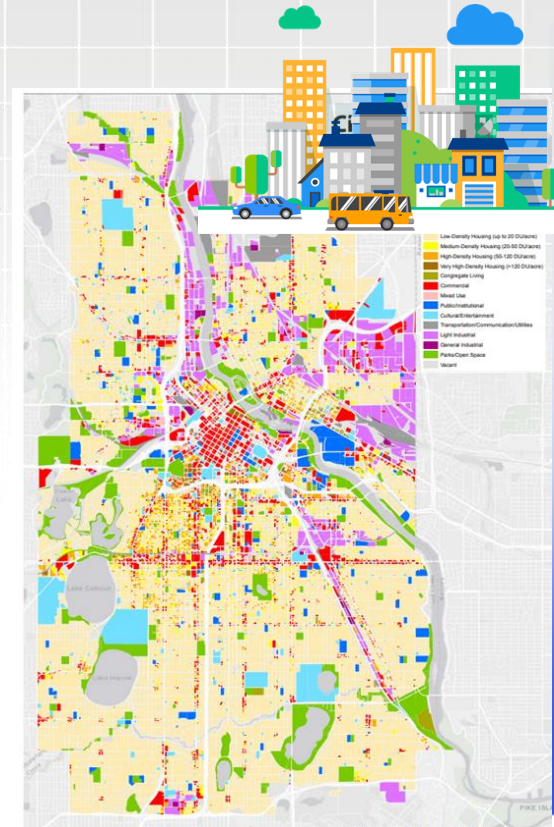 Ci
Low-Density Housing (up to 20 DU/acre)
Medium-Density Housing (20-50 DU/acre)
High-Density Housing (50-120 DU/acre)
Very High-Density Housing (>120 DU/acre)
Congregate Living
Commercial
Mixed Use
Public/Institutional
Cultural/Entertainment
Transportation/Communication/Utilities
Light Industrial
General Industrial
Parks/Open Space
Vacant
Lake
Lake Calhoun
Lake Harriet
PIKE ISL